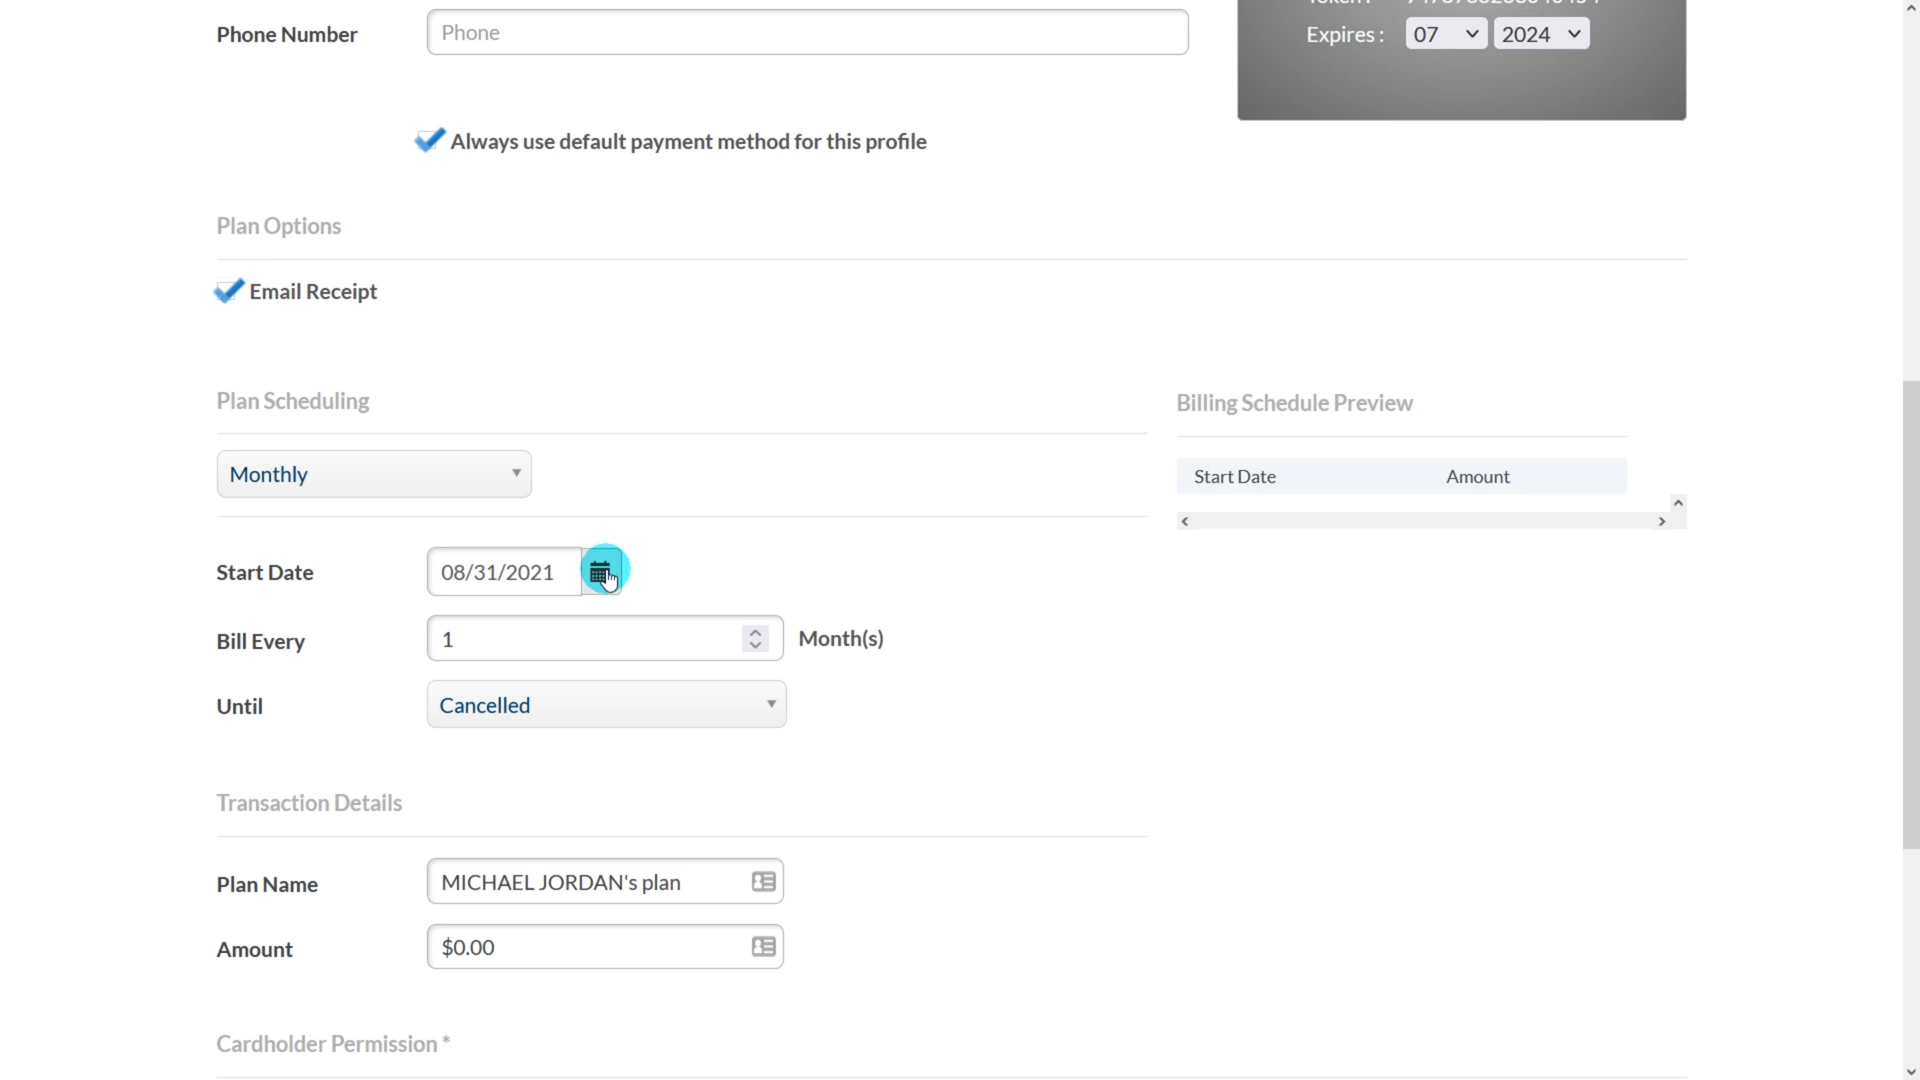 Phone Number
Phone
Expires :
07
2024
Always use default payment method for this profile
Plan Options
Email Receipt
Plan Scheduling
Billing Schedule Preview
Monthly
Start Date
Amount
Start Date
08/31/2021
Bill Every
1
Month(s)
Until
Cancelled
Transaction Details
Plan Name
MICHAEL JORDAN's plan
Amount
$0.00
Cardholder Permission *